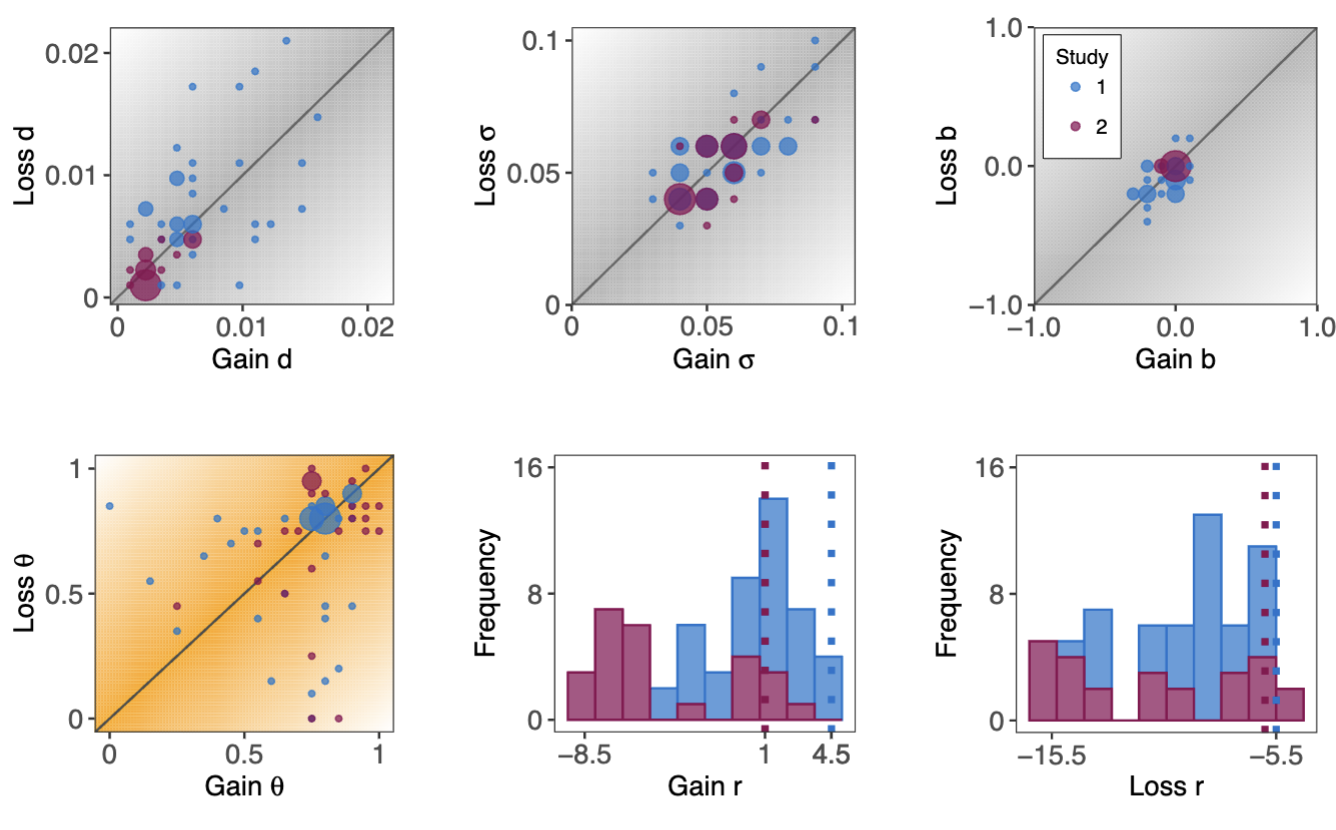 0.02
0.01
0
Loss d
0 0.01 0.02
Gain d
0.1
0.05
0
Loss σ
0 0.05 0.1
Gain σ
1.0
0.0
−1.0
Loss b
−1.0 0.0 1.0
Gain b
Study
1
2
1
0.5
0
Loss θ
0 0.5 1
Gain θ
16
8
0
Frequency
−8.5 1 4.5
Gain r
16
8
0
Frequency
−15.5 −5.5
Loss r